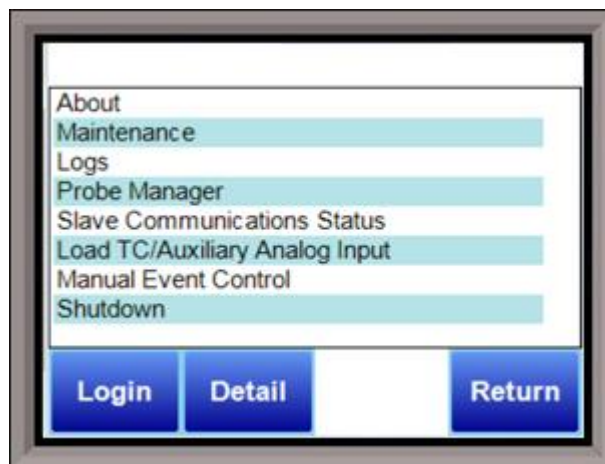 About
Maintenance
Logs
Probe Manager
Slave Communications Status
Load TC/Auxiliary Analog Input
Manual Event Control
Shutdown
Login Detail Return